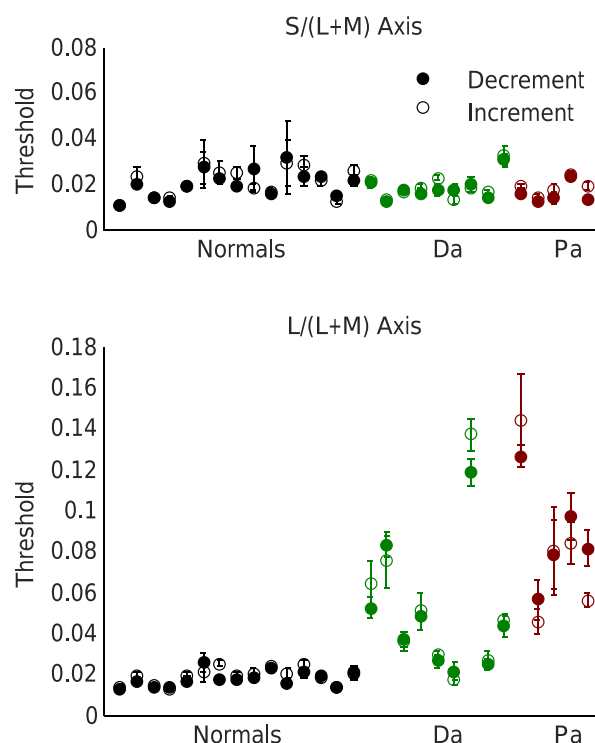 S/(L+M) Axis
0.08
0.06
0.04
0.02
0
Threshold
Decrement
Increment
Normals Da Pa
L/(L+M) Axis
0.18
0.16
0.14
0.12
0.1
0.08
0.06
0.04
0.02
0
Threshold
Normals Da Pa